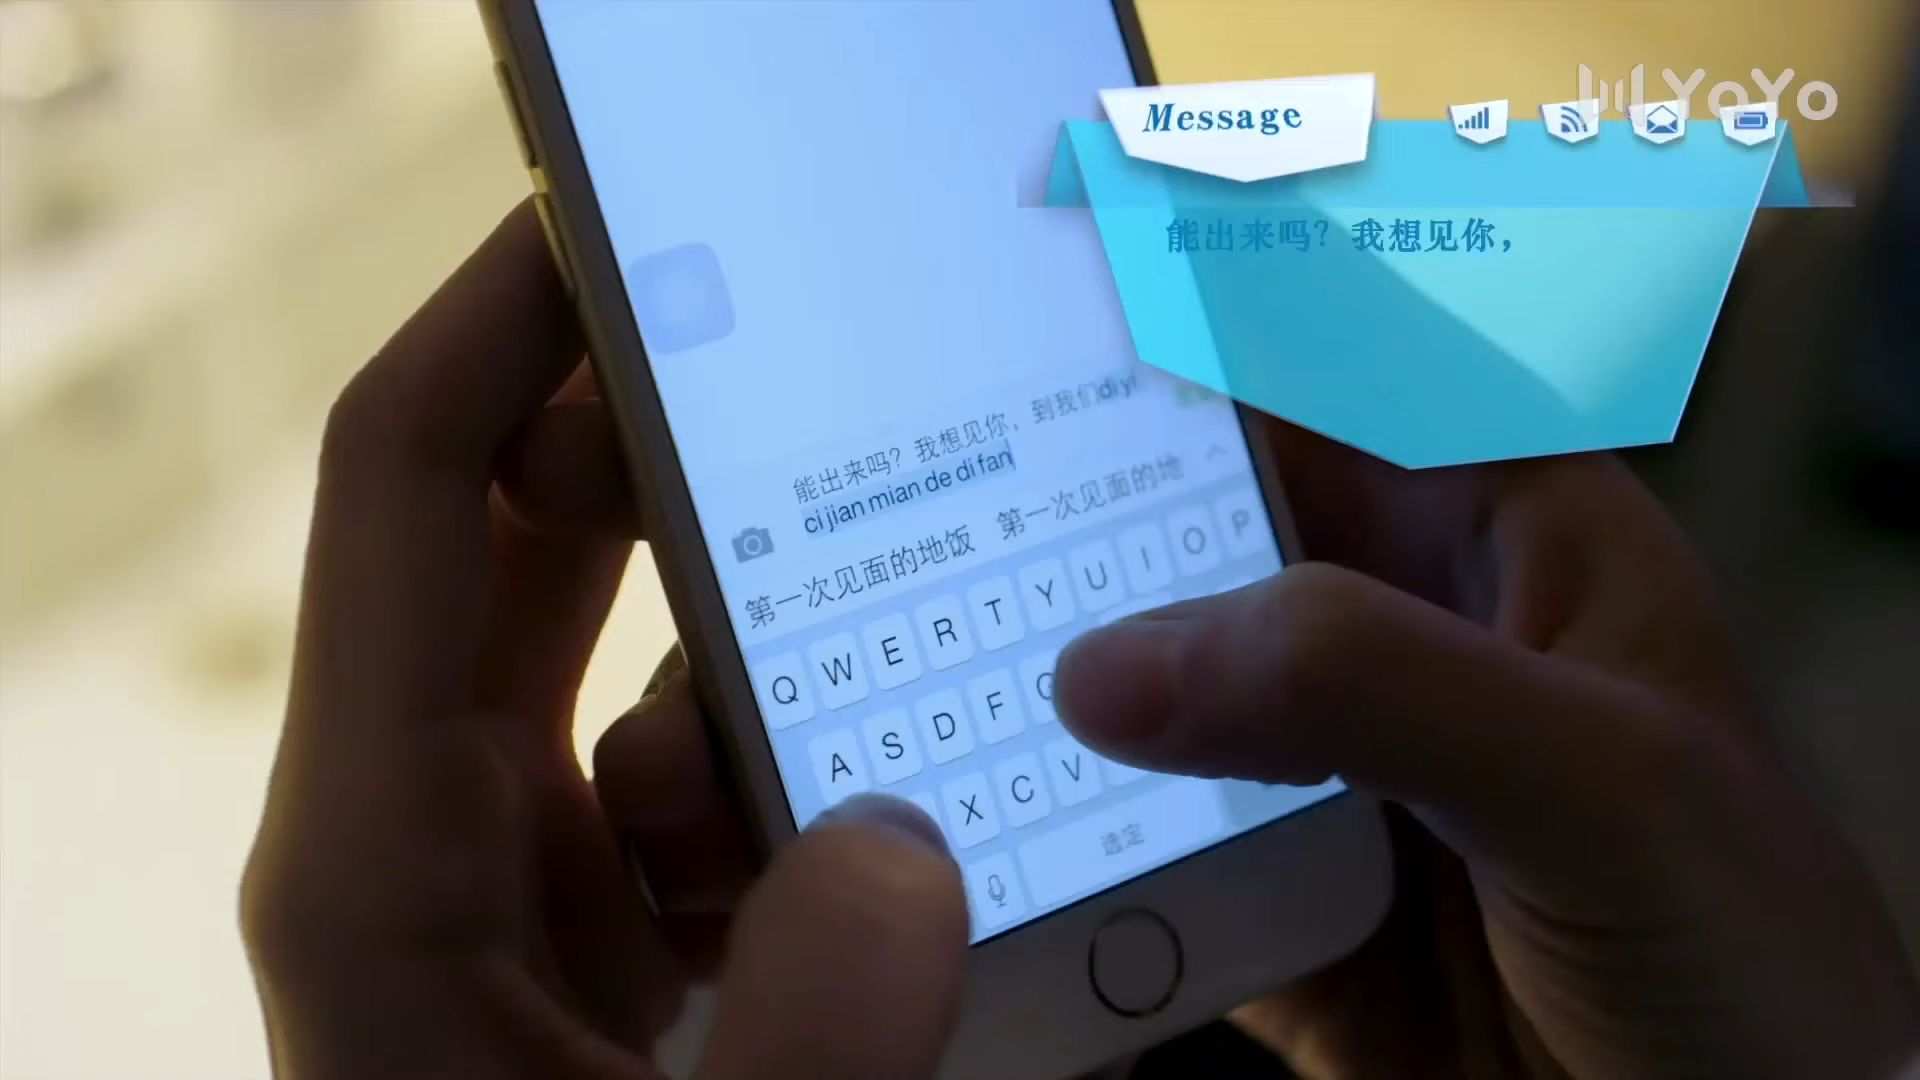 YoYo
Message
能出来吗？我想见你，
能出来吗？我想见你，到我们di yi
ci jian mian de di fan
第一次见面的地饭 第一次见面的地
Q W E R T Y U I O P
A S D F G
X C V
选定